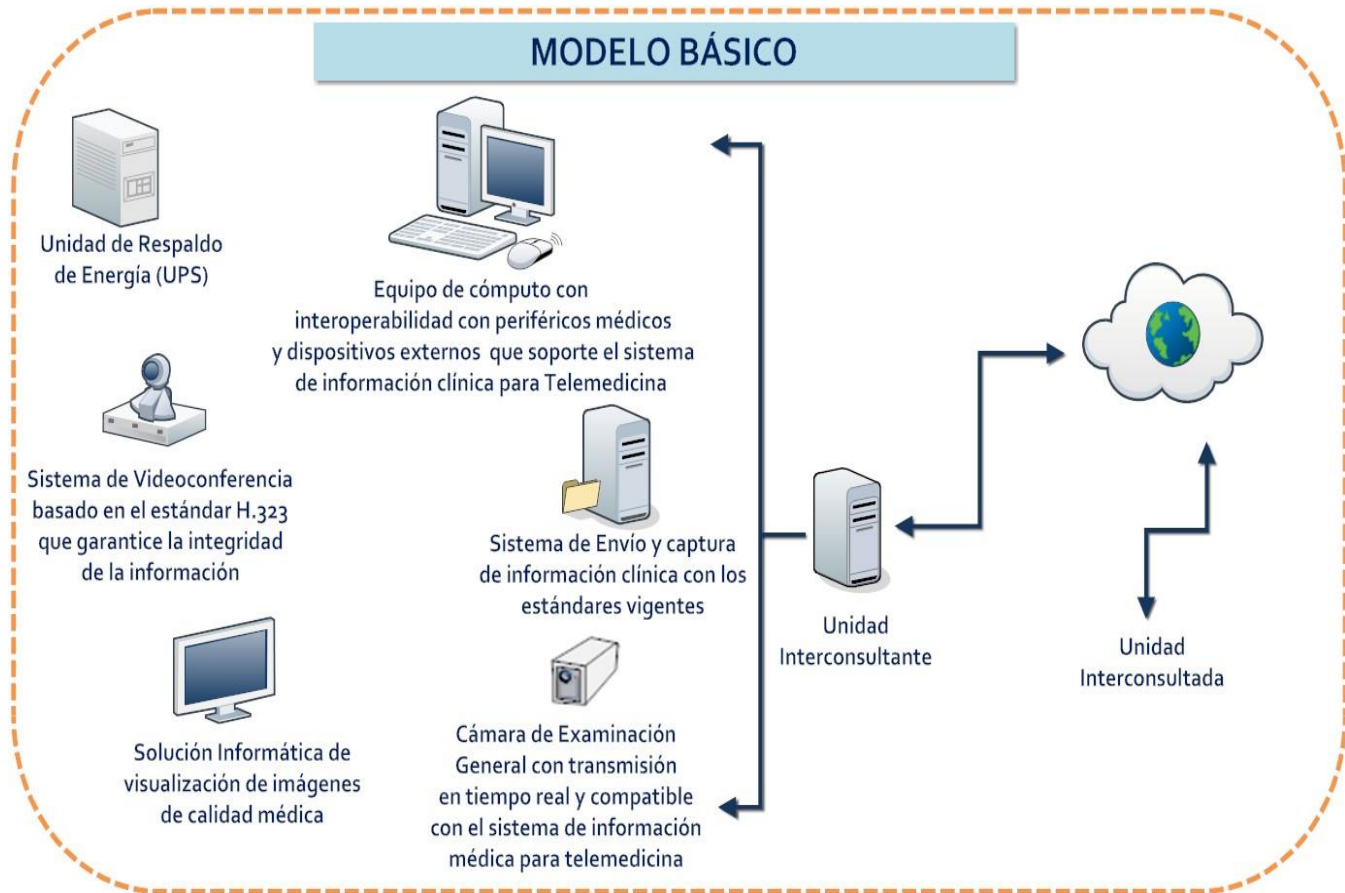 MODELO BÁSICO
Unidad de Respaldo
de Energía (UPS)
Equipo de cómputo con
interoperabilidad con periféricos médicos
y dispositivos externos que soporte el sistema
de información clínica para Telemedicina
Sistema de Videoconferencia
basado en el estándar H.323
que garantice la integridad
de la información
Sistema de Envío y captura
de información clínica con los
estándares vigentes
Unidad
Interconsultante
Unidad
Interconsultada
Solución Informática de
visualización de imágenes
de calidad médica
Cámara de Examinación
General con transmisión
en tiempo real y compatible
con el sistema de información
médica para telemedicina